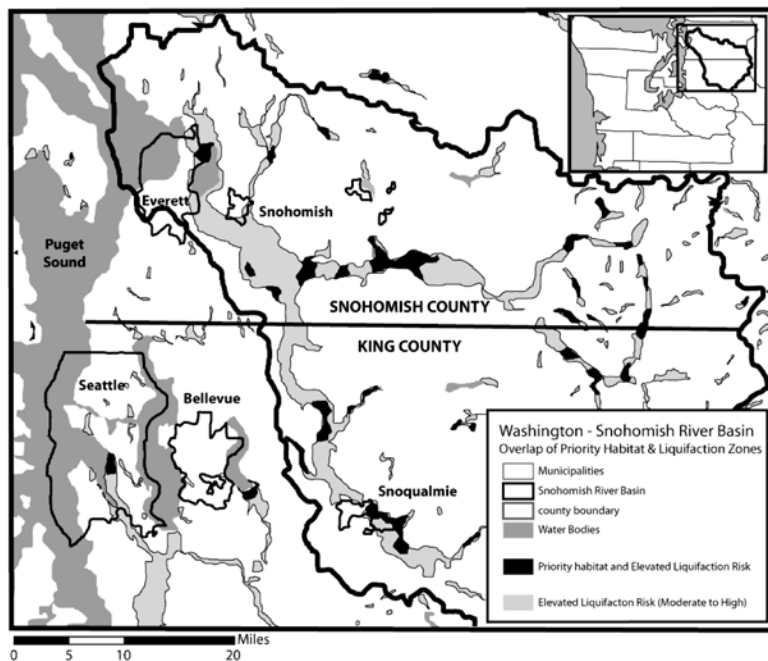 Everett
Snohomish
Puget
Sound
SNOHOMISH COUNTY
KING COUNTY
Seattle
Bellevue
Snoqualmie
Washington - Snohomish River Basin
Overlap of Priority Habitat & Liquifaction Zones
Municipalities
Snohomish River Basin
county boundary
Water Bodies
Priority habitat and Elevated Liquifaction Risk
Elevated Liquifacton Risk (Moderate to High)
Miles
0 5 10 20